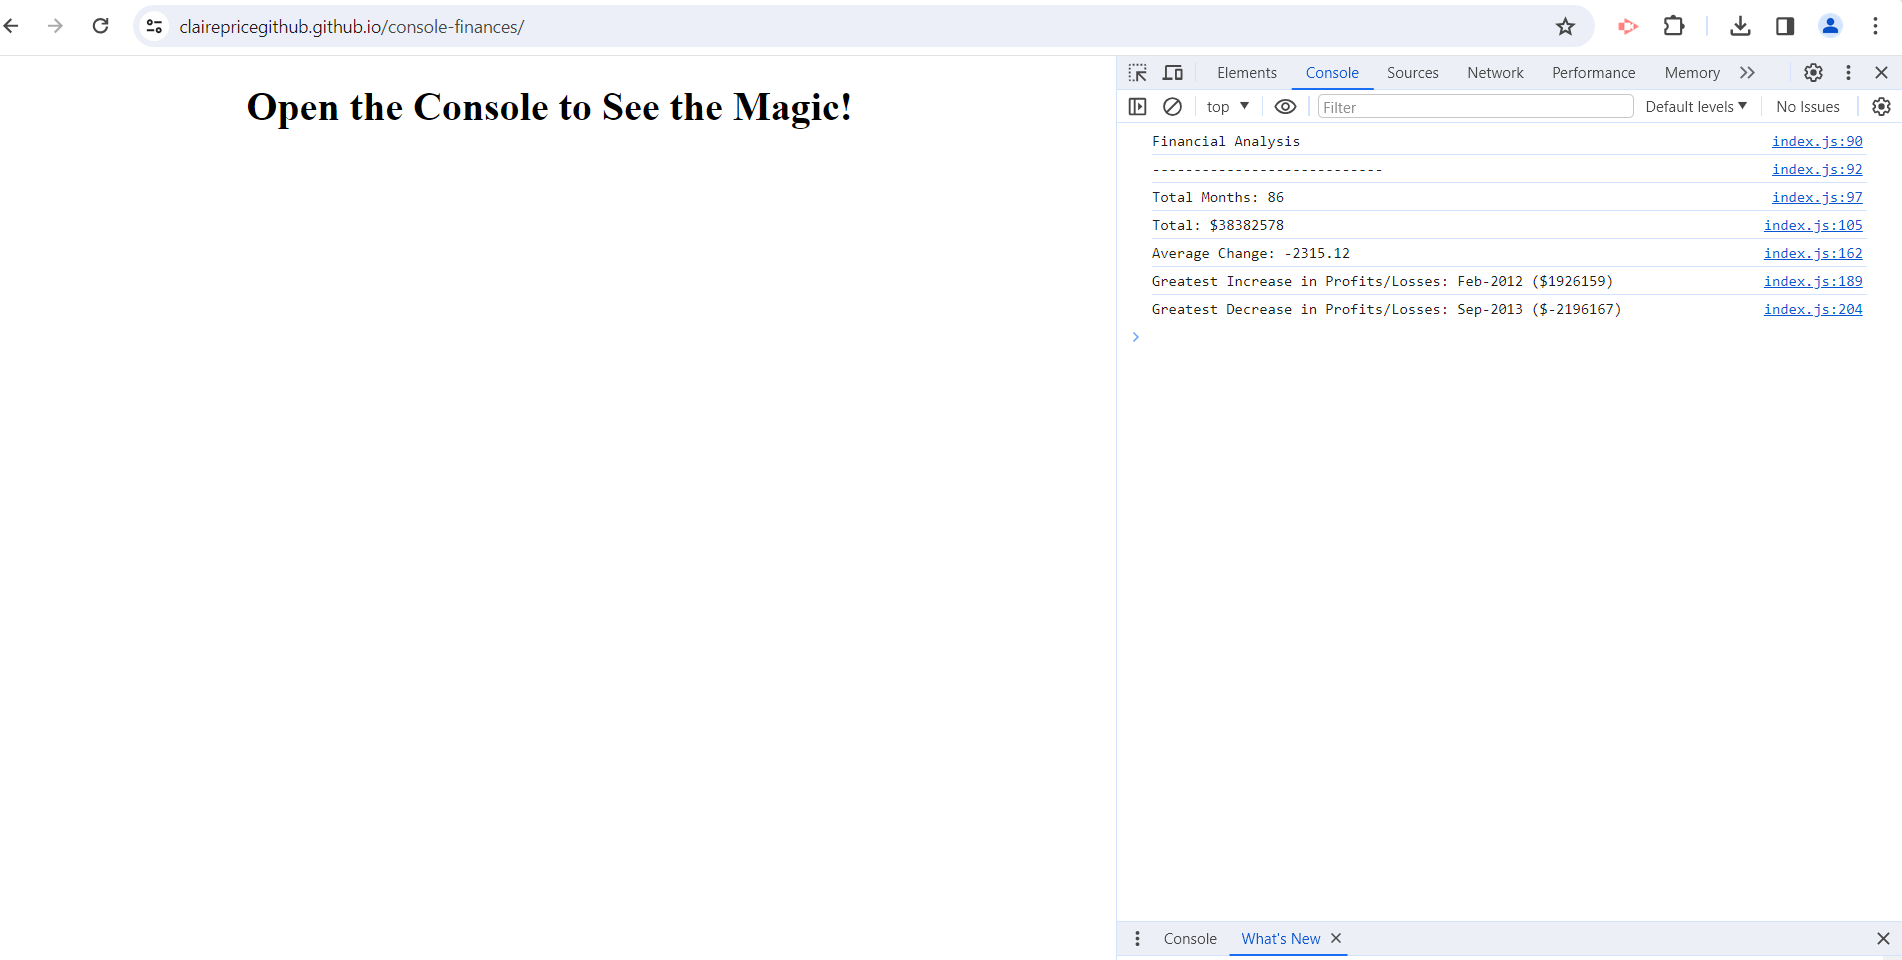 clairepricegithub.github.io/console-finances/
Open the Console to See the Magic!
Elements Console Sources Network Performance Memory
top Filter Default levels No Issues
Financial Analysis index.js:90
---------------------------- index.js:92
Total Months: 86 index.js:97
Total: $38382578 index.js:105
Average Change: -2315.12 index.js:162
Greatest Increase in Profits/Losses: Feb-2012 ($1926159) index.js:189
Greatest Decrease in Profits/Losses: Sep-2013 ($-2196167) index.js:204
Console What's New